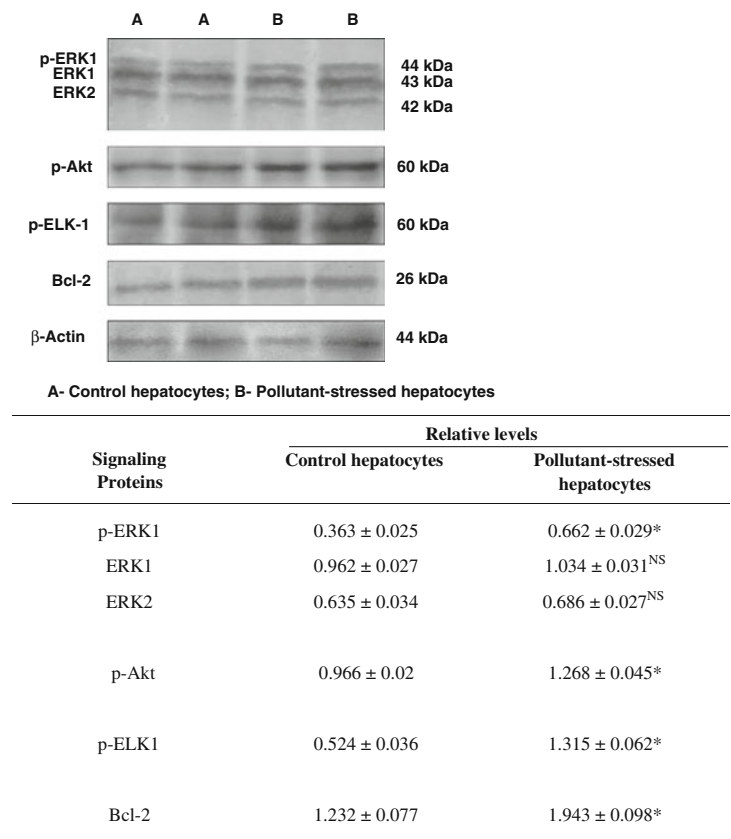 A A B B
p-ERK1 44 kDa
ERK1 43 kDa
ERK2 42 kDa
p-Akt 60 kDa
p-ELK-1 60 kDa
Bcl-2 26 kDa
β-Actin 44 kDa
A- Control hepatocytes; B- Pollutant-stressed hepatocytes
Relative levels
Signaling Proteins Control hepatocytes Pollutant-stressed hepatocytes
p-ERK1 0.363 ± 0.025 0.662 ± 0.029*
ERK1 0.962 ± 0.027 1.034 ± 0.031NS
ERK2 0.635 ± 0.034 0.686 ± 0.027NS
p-Akt 0.966 ± 0.02 1.268 ± 0.045*
p-ELK1 0.524 ± 0.036 1.315 ± 0.062*
Bcl-2 1.232 ± 0.077 1.943 ± 0.098*